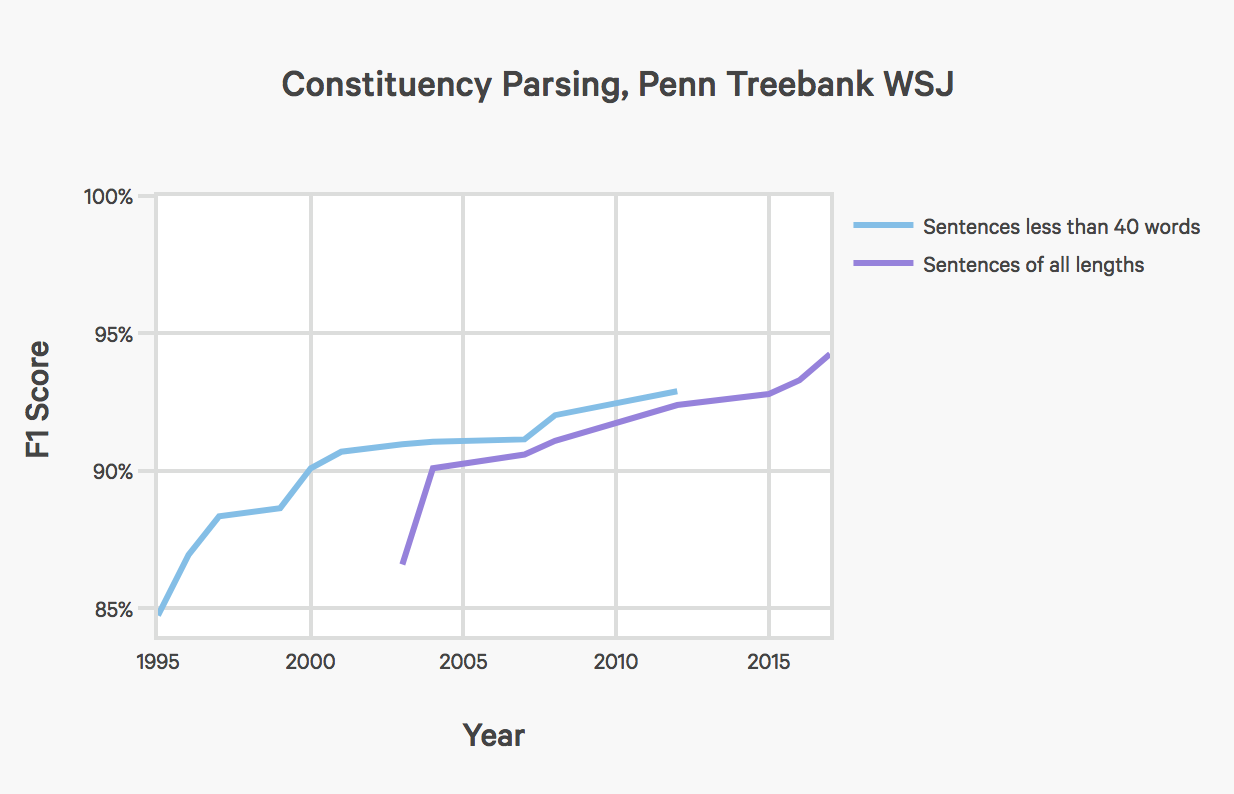 Constituency Parsing, Penn Treebank WSJ
100%
95%
90%
85%
F1 Score
1995 2000 2005 2010 2015
Year
Sentences less than 40 words
Sentences of all lengths